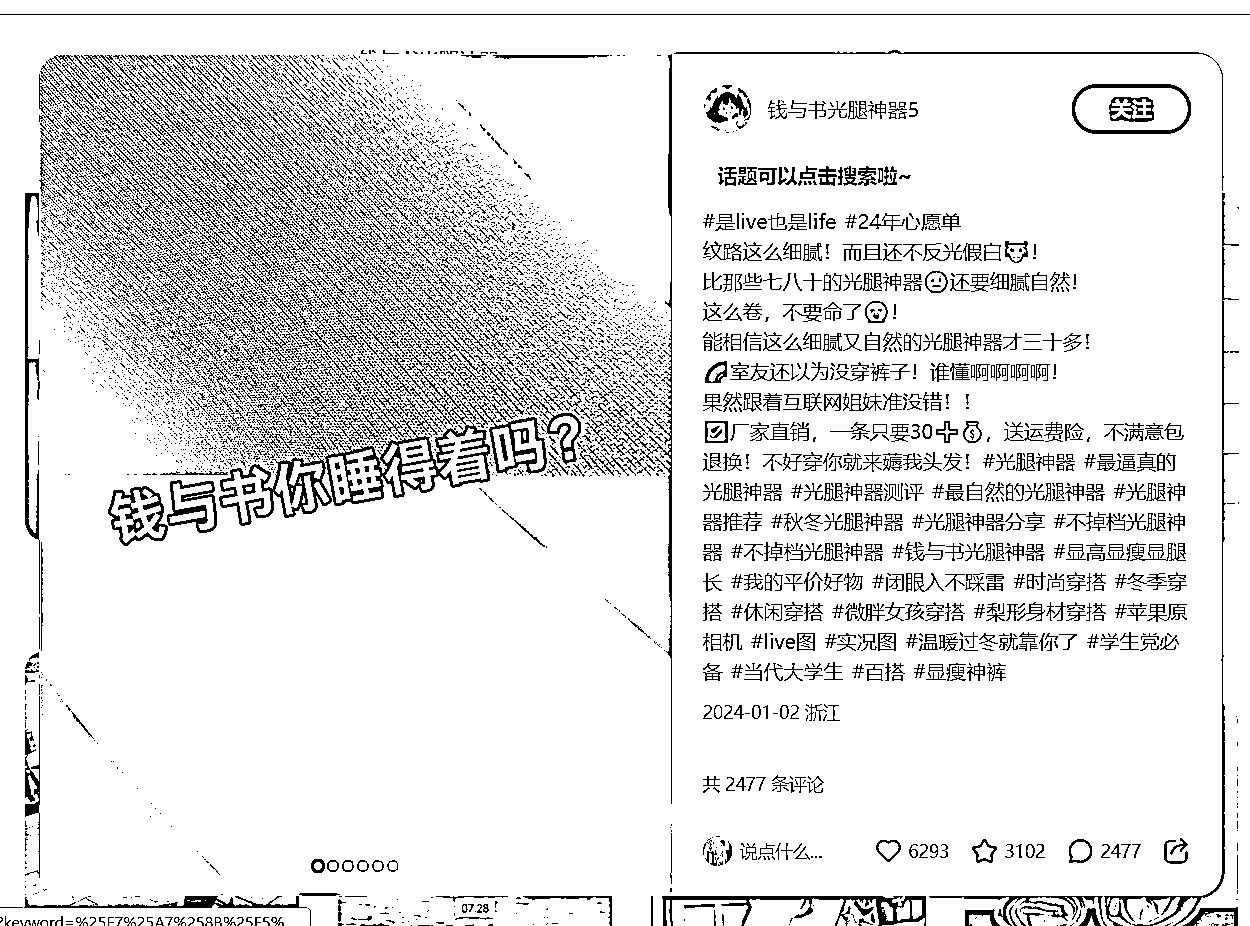 钱与书你睡得着吗？
钱与书光腿神器5
关注
话题可以点击搜索啦~
#是live也是life #24年心愿单
纹路这么细腻！而且还不反光假白！
比那些七八十的光腿神器还要细腻自然！
这么卷，不要命了！
能相信这么细腻又自然的光腿神器才三十多！
室友还以为没穿裤子！谁懂啊啊啊啊！
果然跟着互联网姐妹准没错！！
厂家直销，一条只要30➕💰，送运费险，不满意包
退换！不好穿你就来薅我头发！#光腿神器 #最逼真的
光腿神器 #光腿神器测评 #最自然的光腿神器 #光腿神
器推荐 #秋冬光腿神器 #光腿神器分享 #不掉档光腿神
器 #不掉档光腿神器 #钱与书光腿神器 #显高显瘦显腿
长 #我的平价好物 #闭眼入不踩雷 #时尚穿搭 #冬季穿
搭 #休闲穿搭 #微胖女孩穿搭 #梨形身材穿搭 #苹果原
相机 #live图 #实况图 #温暖过冬就靠你了 #学生党必
备 #当代大学生 #百搭 #显瘦神裤
2024-01-02 浙江
共 2477 条评论
说点什么...
6293
3102
2477
07.28
?keyword=%25E7%25A7%258B%25E5%